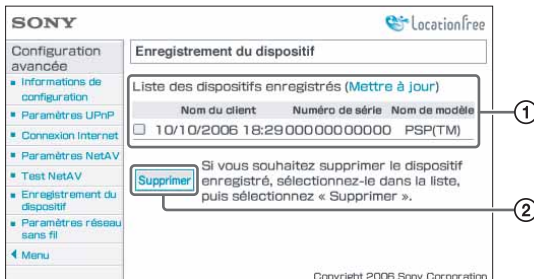 SONY
LocationFree
Configuration
avancée
Enregistrement du dispositif
Informations de
configuration
Paramètres UPnP
Connexion Internet
Paramètres NetAV
Test NetAV
Enregistrement du
dispositif
Paramètres réseau
sans fil
Menu
Liste des dispositifs enregistrés (Mettre à jour)
Nom du client Numéro de série Nom de modèle
10/10/2006 18:29 00000000000 PSP(TM)
1
Supprimer
Si vous souhaitez supprimer le dispositif
enregistré, sélectionnez-le dans la liste,
puis sélectionnez « Supprimer ».
2
Copyright 2006 Sony Corporation